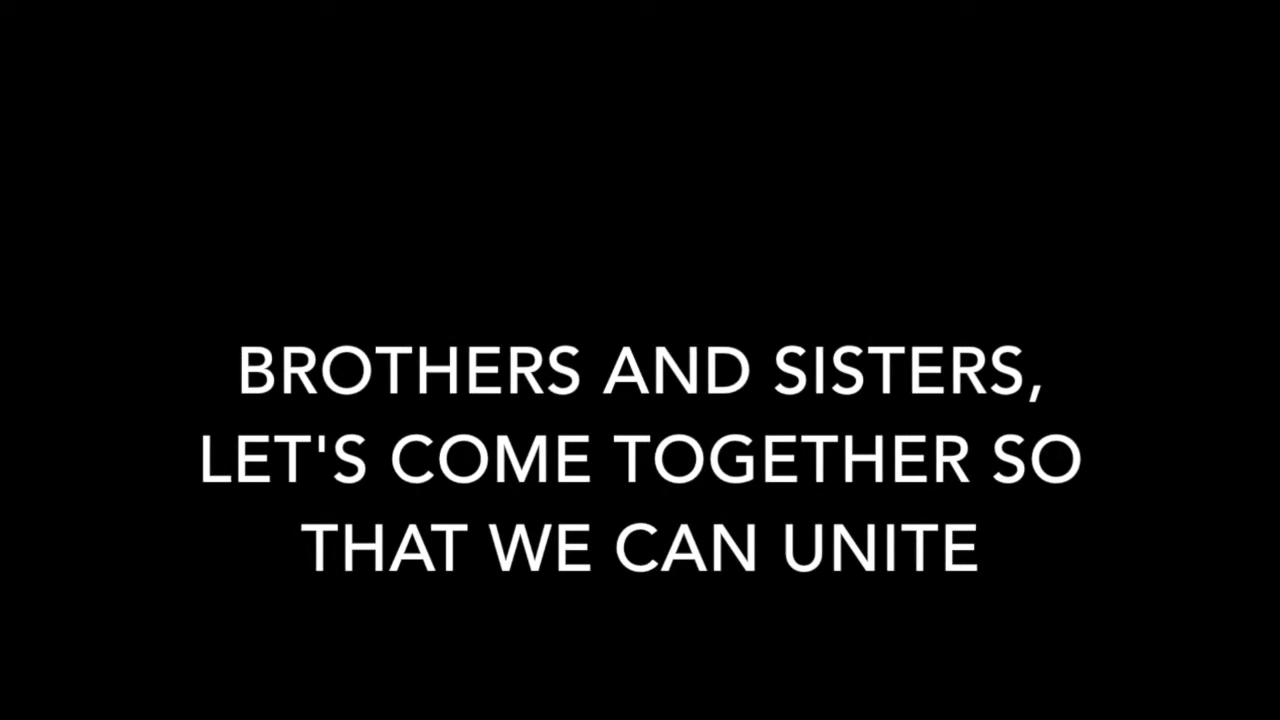 BROTHERS AND SISTERS,
LET'S COME TOGETHER SO
THAT WE CAN UNITE